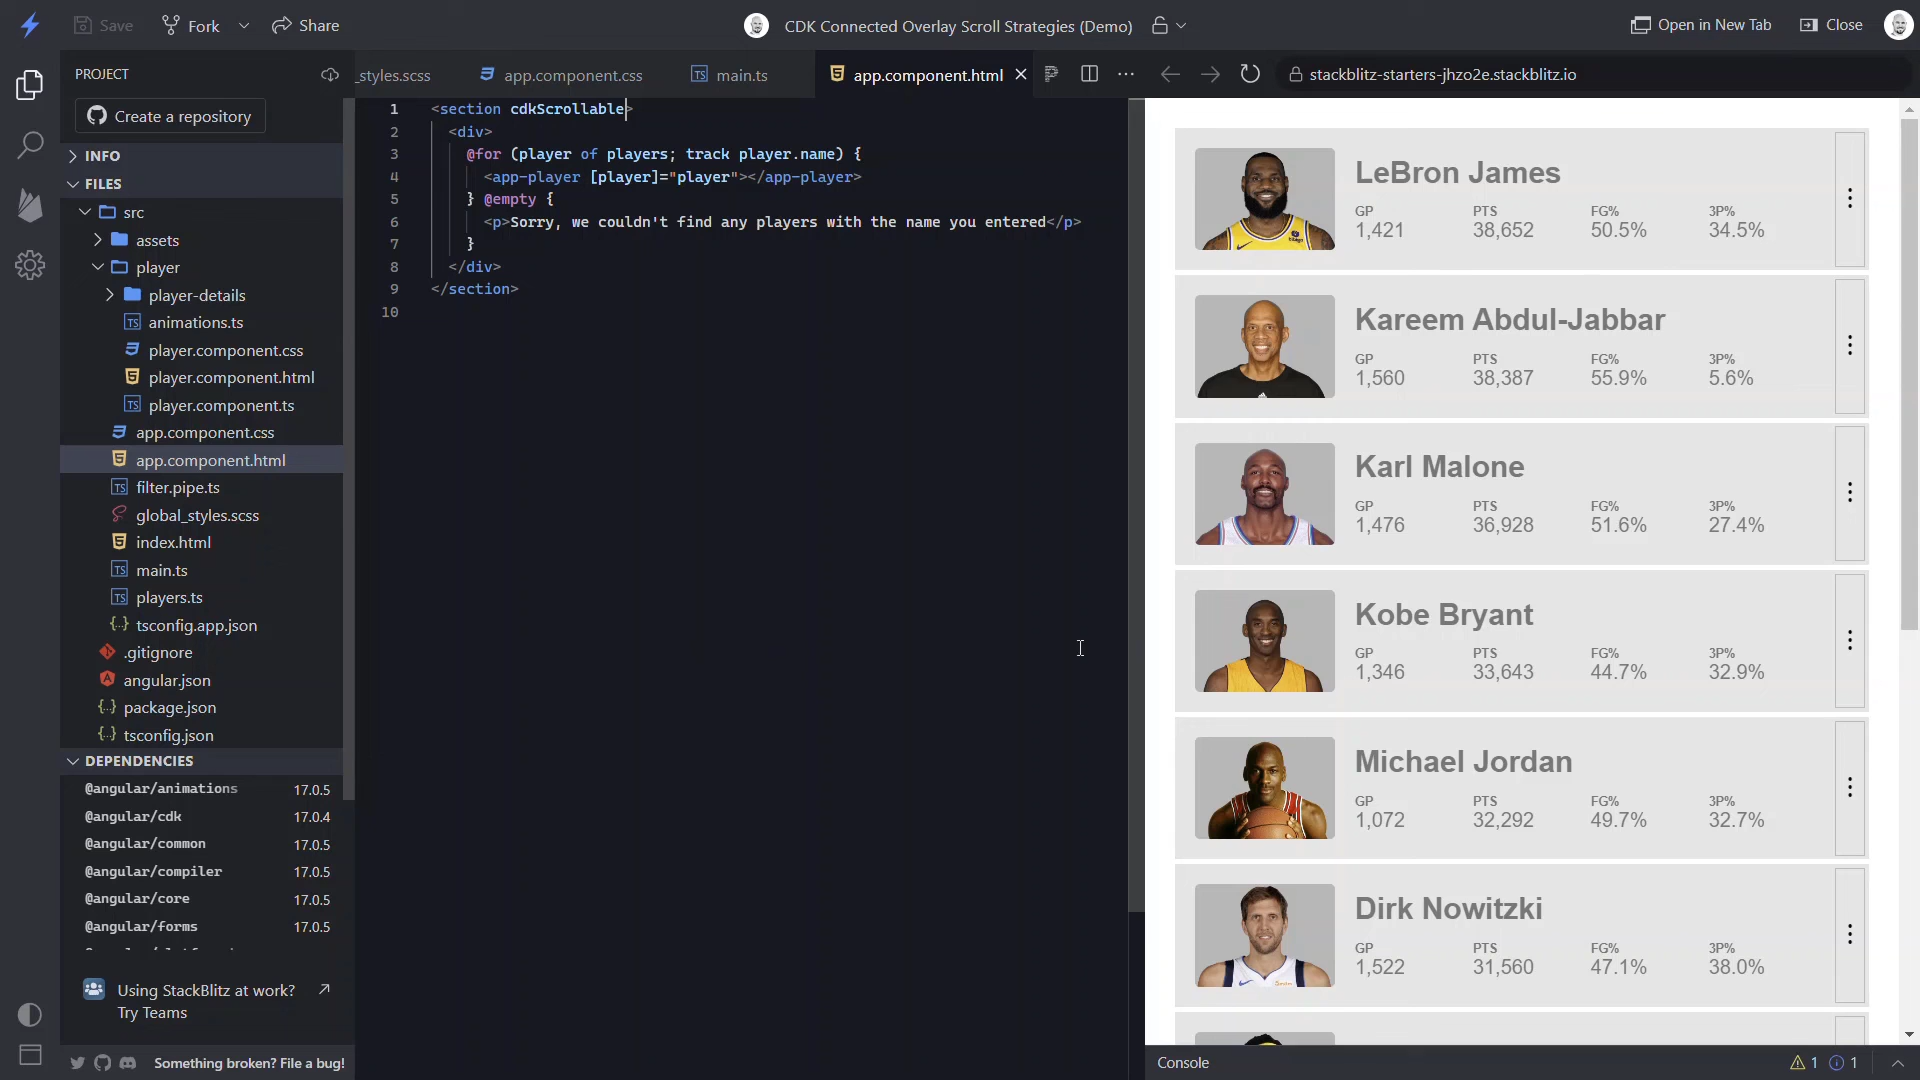 Save
Fork
Share
CDK Connected Overlay Scroll Strategies (Demo)
Open in New Tab
Close
PROJECT
_styles.scss
app.component.css
main.ts
app.component.html
stackblitz-starters-jhzo2e.stackblitz.io
Create a repository
INFO
FILES
src
assets
player
player-details
animations.ts
player.component.css
player.component.html
player.component.ts
app.component.css
app.component.html
filter.pipe.ts
global_styles.scss
index.html
main.ts
players.ts
tsconfig.app.json
.gitignore
angular.json
package.json
tsconfig.json
DEPENDENCIES
@angular/animations 17.0.5
@angular/cdk 17.0.4
@angular/common 17.0.5
@angular/compiler 17.0.5
@angular/core 17.0.5
@angular/forms 17.0.5
Using StackBlitz at work?
Try Teams
Something broken? File a bug!
1 <section cdkScrollable>
2 <div>
3 @for (player of players; track player.name) {
4 <app-player [player]="player"></app-player>
5 } @empty {
6 <p>Sorry, we couldn't find any players with the name you entered</p>
7 }
8 </div>
9 </section>
10
LeBron James
GP PTS FG% 3P%
1,421 38,652 50.5% 34.5%
Kareem Abdul-Jabbar
GP PTS FG% 3P%
1,560 38,387 55.9% 5.6%
Karl Malone
GP PTS FG% 3P%
1,476 36,928 51.6% 27.4%
Kobe Bryant
GP PTS FG% 3P%
1,346 33,643 44.7% 32.9%
Michael Jordan
GP PTS FG% 3P%
1,072 32,292 49.7% 32.7%
Dirk Nowitzki
GP PTS FG% 3P%
1,522 31,560 47.1% 38.0%
Console
1 1